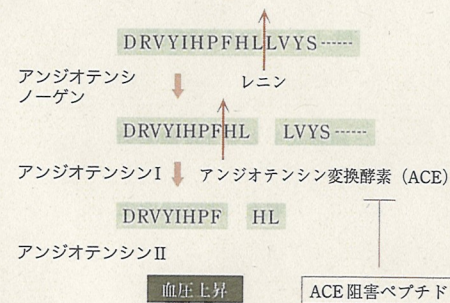 DRVYIHPFHLLVYS------
アンジオテンシ
ノーゲン
レニン
DRVYIHPFHL LVYS------
アンジオテンシンI アンジオテンシン変換酵素（ACE）
DRVYIHPF HL
アンジオテンシンII
血圧上昇
ACE阻害ペプチド